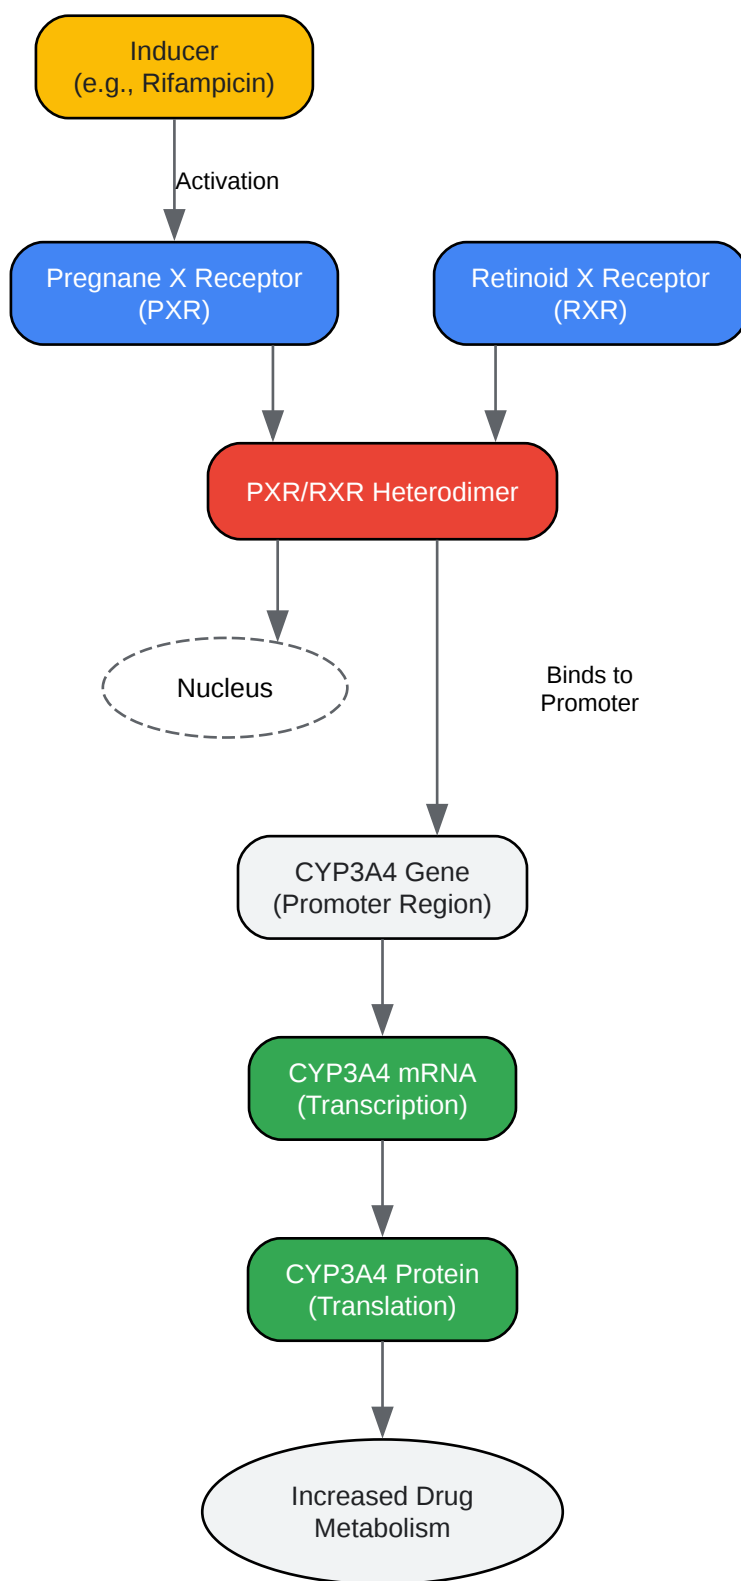 Inducer
(e.g., Rifampicin)
Activation
Pregnane X Receptor
(PXR)
Retinoid X Receptor
(RXR)
PXR/RXR Heterodimer
Nucleus
Binds to
Promoter
CYP3A4 Gene
(Promoter Region)
CYP3A4 mRNA
(Transcription)
CYP3A4 Protein
(Translation)
Increased Drug
Metabolism